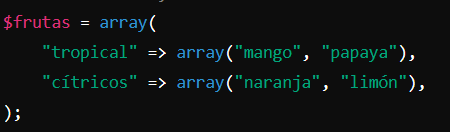 $frutas = array(
    "tropical" => array("mango", "papaya"),
    "cítricos" => array("naranja", "limón"),
);